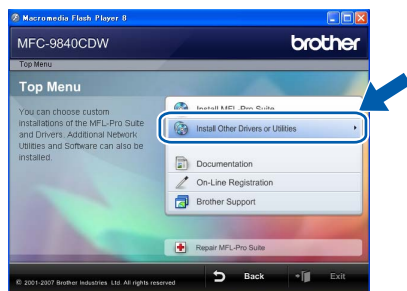 Macromedia Flash Player 8
MFC-9840CDW
brother
Top Menu
Top Menu
You can choose custom
installations of the MFL-Pro Suite
and Drivers. Additional Network
Utilities and Software can also be
installed.
Install MFL-Pro Suite
Install Other Drivers or Utilities
Documentation
On-Line Registration
Brother Support
Repair MFL-Pro Suite
© 2001-2007 Brother Industries Ltd. All rights reserved
Back
Exit